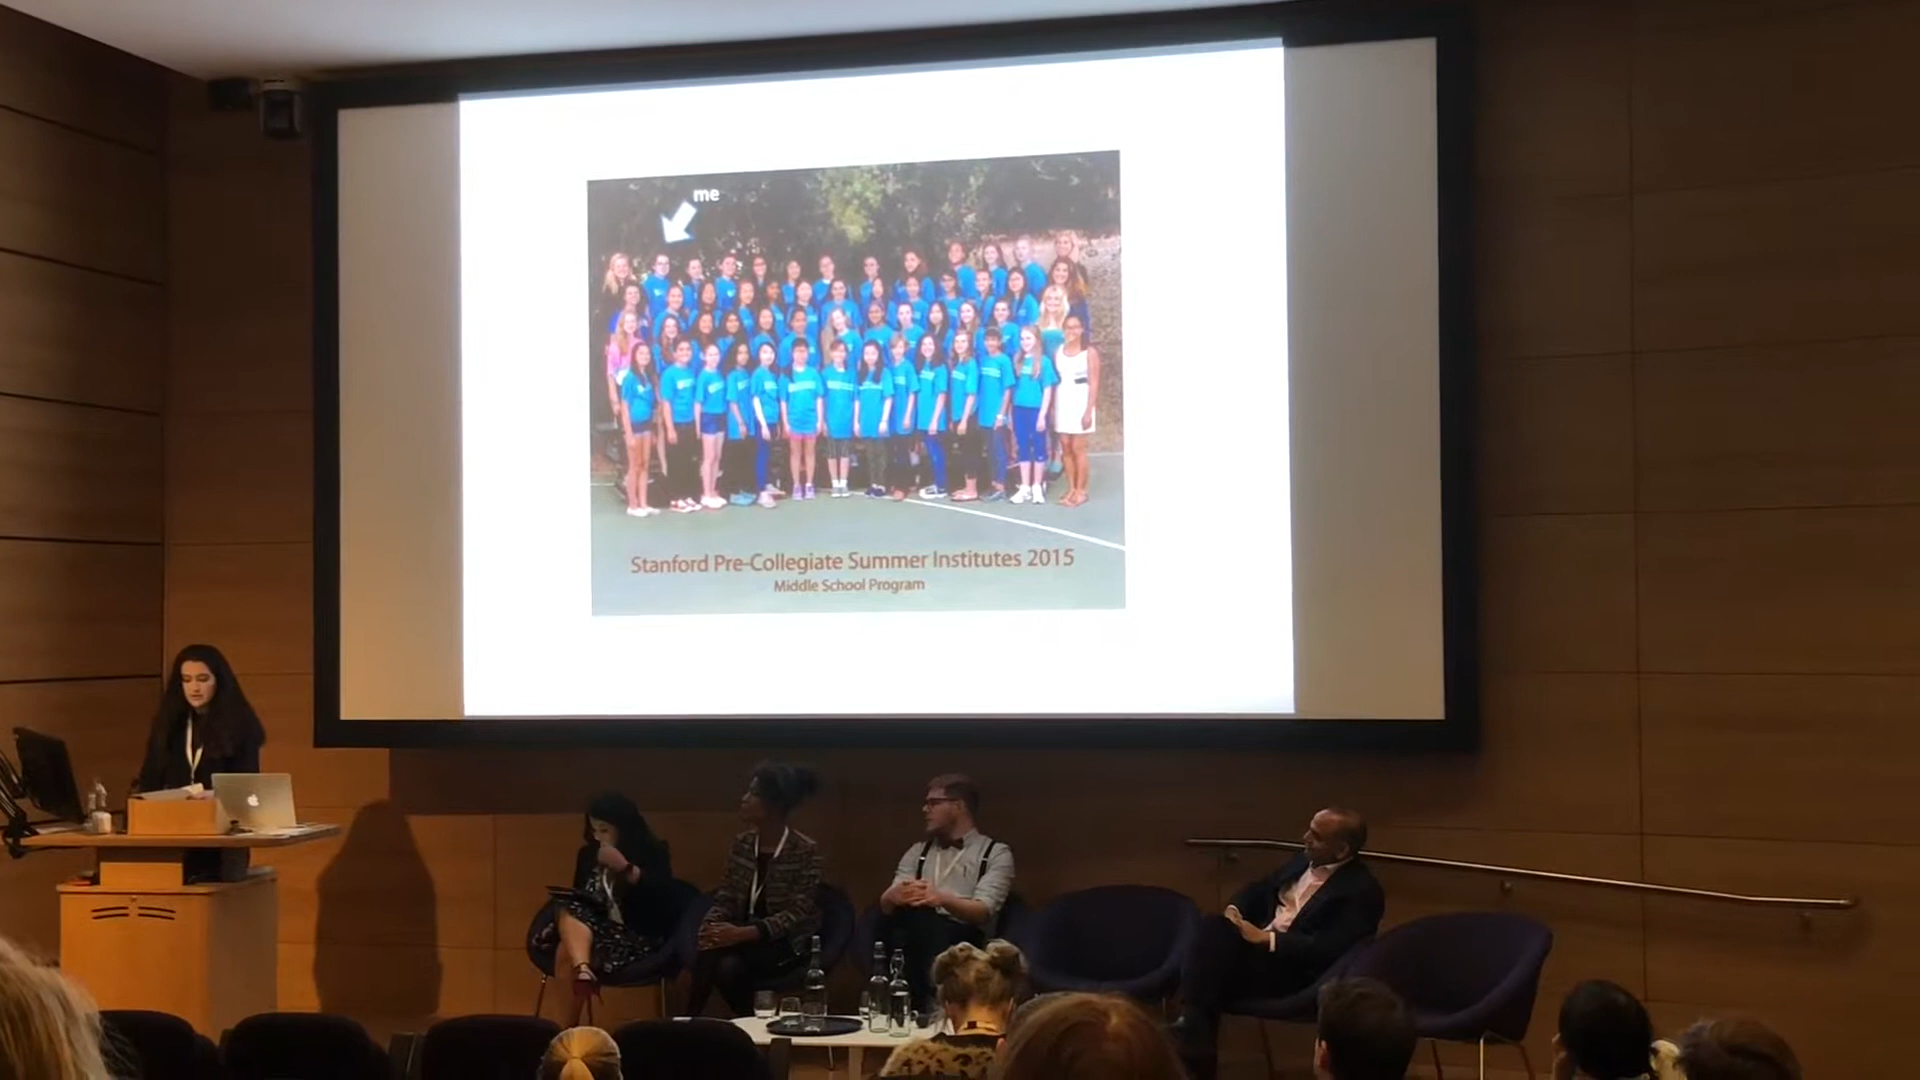 me
Stanford Pre-Collegiate Summer Institutes 2015
Middle School Program